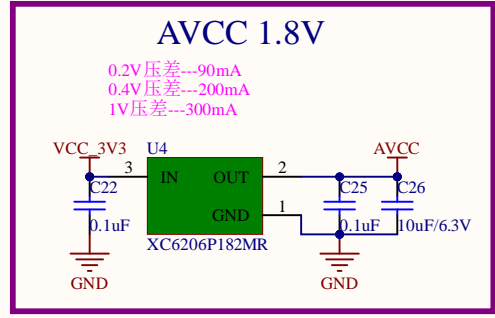 AVCC 1.8V
0.2V压差---90mA
0.4V压差---200mA
1V压差---300mA
VCC_3V3
U4
AVCC
3
IN
OUT
2
C22
C25
C26
GND
1
0.1uF
0.1uF
10uF/6.3V
XC6206P182MR
GND
GND